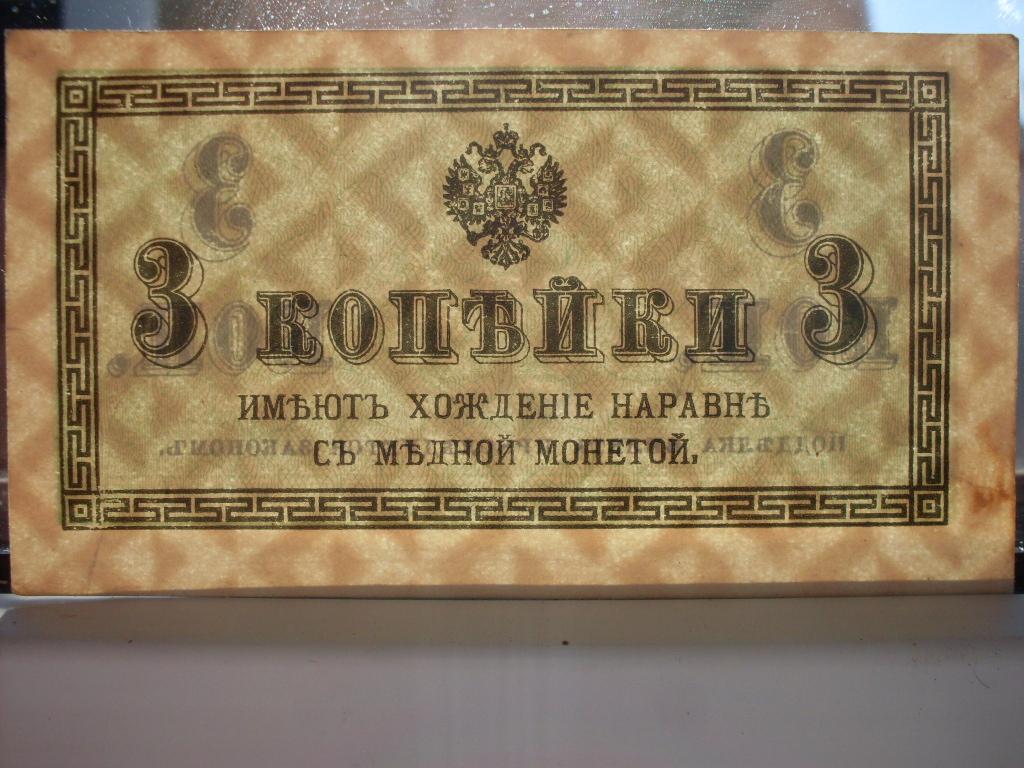 3 КОПѢЙКИ 3
ИМѢЮТЪ ХОЖДЕНІЕ НАРАВНѢ
СЪ МѢДНОЙ МОНЕТОЙ.